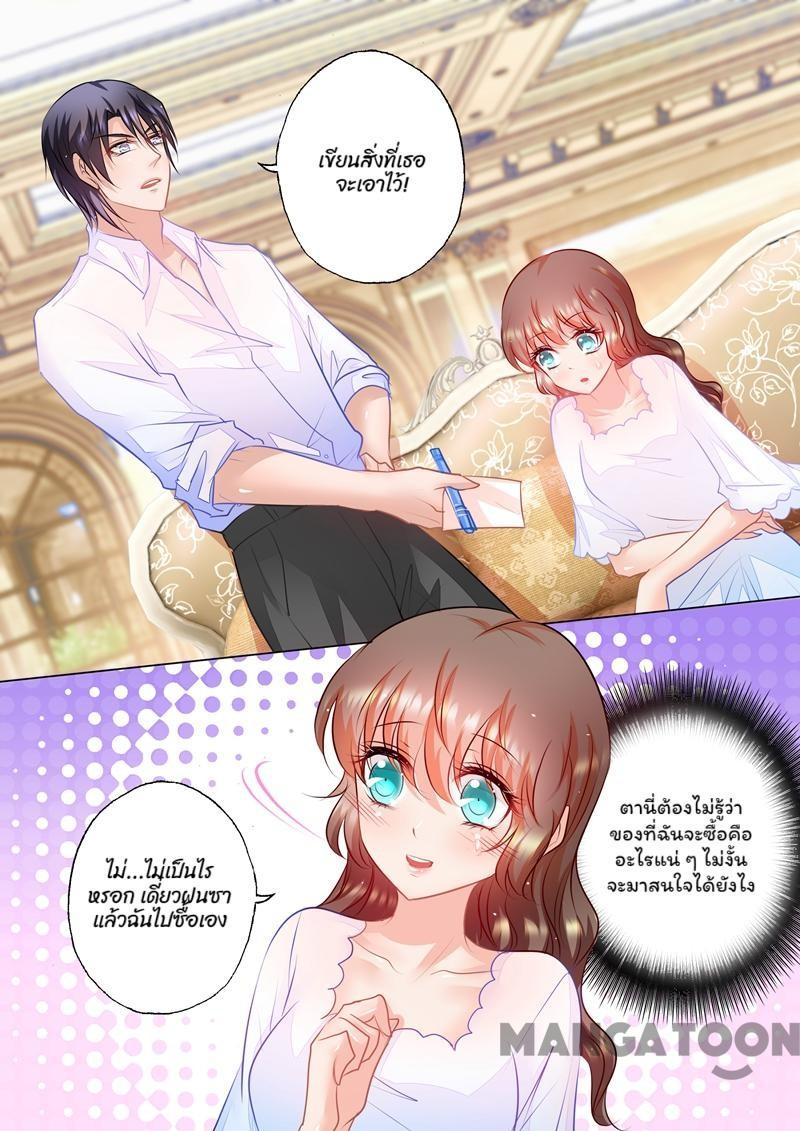 เขียนสิ่งที่เธอ
จะเอาไว้!
ตานี่ต้องไม่รู้ว่า
ของที่ฉันจะซื้อคือ
อะไรแน่ ๆ ไม่งั้น
จะมาสนใจได้ยังไง
ไม่...ไม่เป็นไร
หรอก เดี๋ยวฝนซา
แล้วฉันไปซื้อเอง
MANGATOON